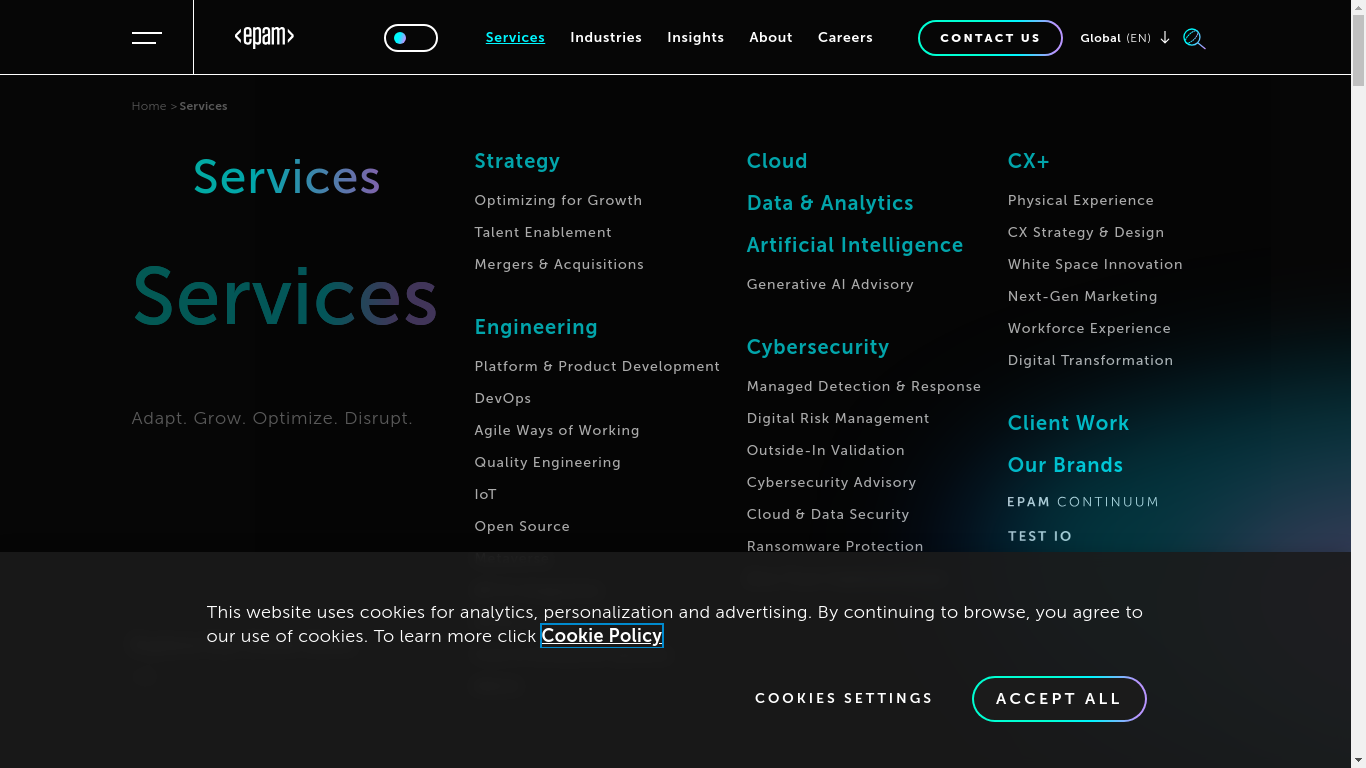 <epam>
Services
Industries
Insights
About
Careers
CONTACT US
Global (EN)
Home > Services
Services
Services
Adapt. Grow. Optimize. Disrupt.
Strategy
Optimizing for Growth
Talent Enablement
Mergers & Acquisitions
Engineering
Platform & Product Development
DevOps
Agile Ways of Working
Quality Engineering
IoT
Open Source
Cloud
Data & Analytics
Artificial Intelligence
Generative AI Advisory
Cybersecurity
Managed Detection & Response
Digital Risk Management
Outside-In Validation
Cybersecurity Advisory
Cloud & Data Security
Ransomware Protection
CX+
Physical Experience
CX Strategy & Design
White Space Innovation
Next-Gen Marketing
Workforce Experience
Digital Transformation
Client Work
Our Brands
EPAM CONTINUUM
TEST IO
This website uses cookies for analytics, personalization and advertising. By continuing to browse, you agree to
our use of cookies. To learn more click Cookie Policy
COOKIES SETTINGS
ACCEPT ALL